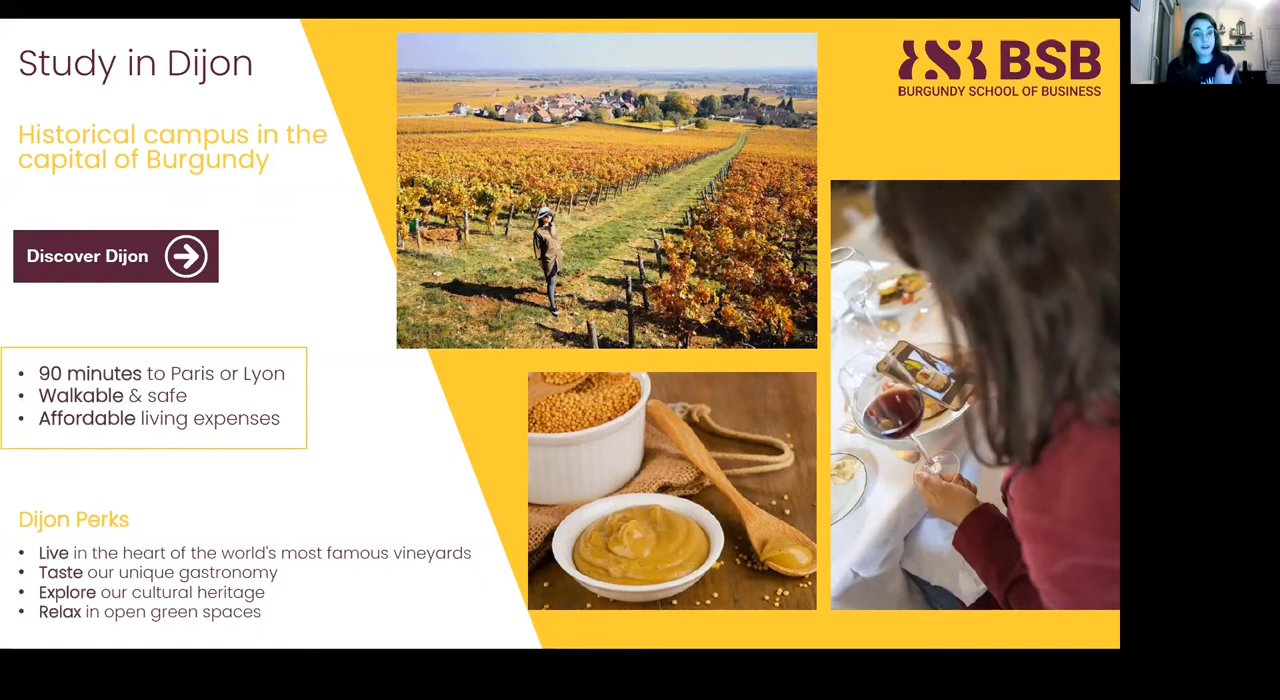 Study in Dijon
Historical campus in the
capital of Burgundy
Discover Dijon
• 90 minutes to Paris or Lyon
• Walkable & safe
• Affordable living expenses
Dijon Perks
• Live in the heart of the world's most famous vineyards
• Taste our unique gastronomy
• Explore our cultural heritage
• Relax in open green spaces
BSB
BURGUNDY SCHOOL OF BUSINESS